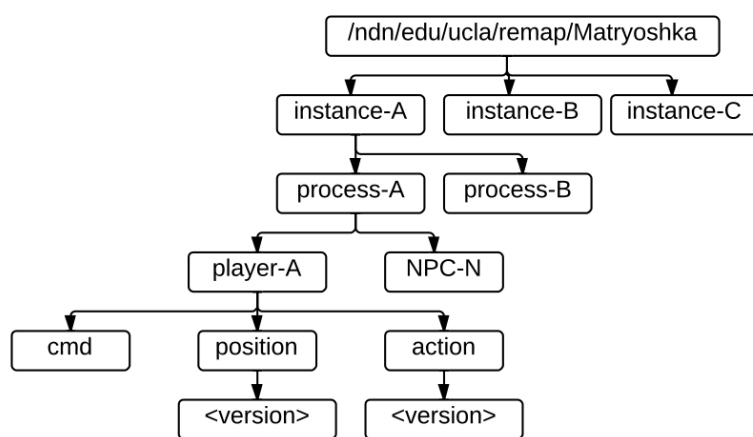 /ndn/edu/ucla/remap/Matryoshka
instance-A instance-B instance-C
process-A process-B
player-A NPC-N
cmd position action
<version> <version>